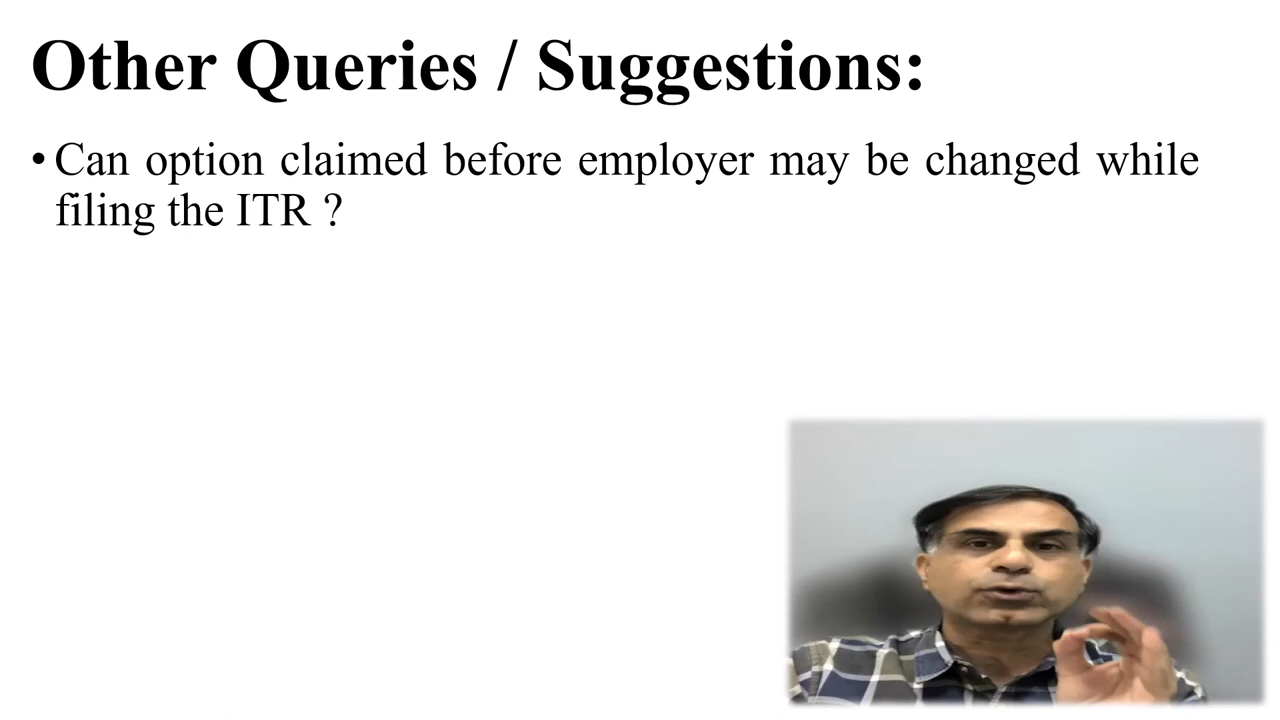 Other Queries / Suggestions:
• Can option claimed before employer may be changed while
filing the ITR ?